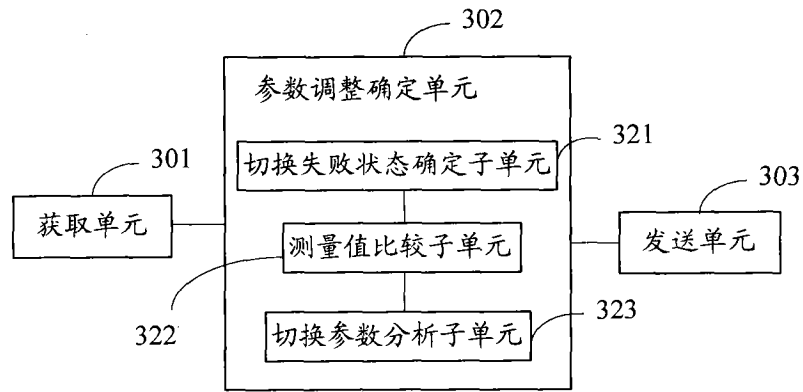 302
参数调整确定单元
321
切换失败状态确定子单元
301
获取单元
303
测量值比较子单元
发送单元
322
323
切换参数分析子单元